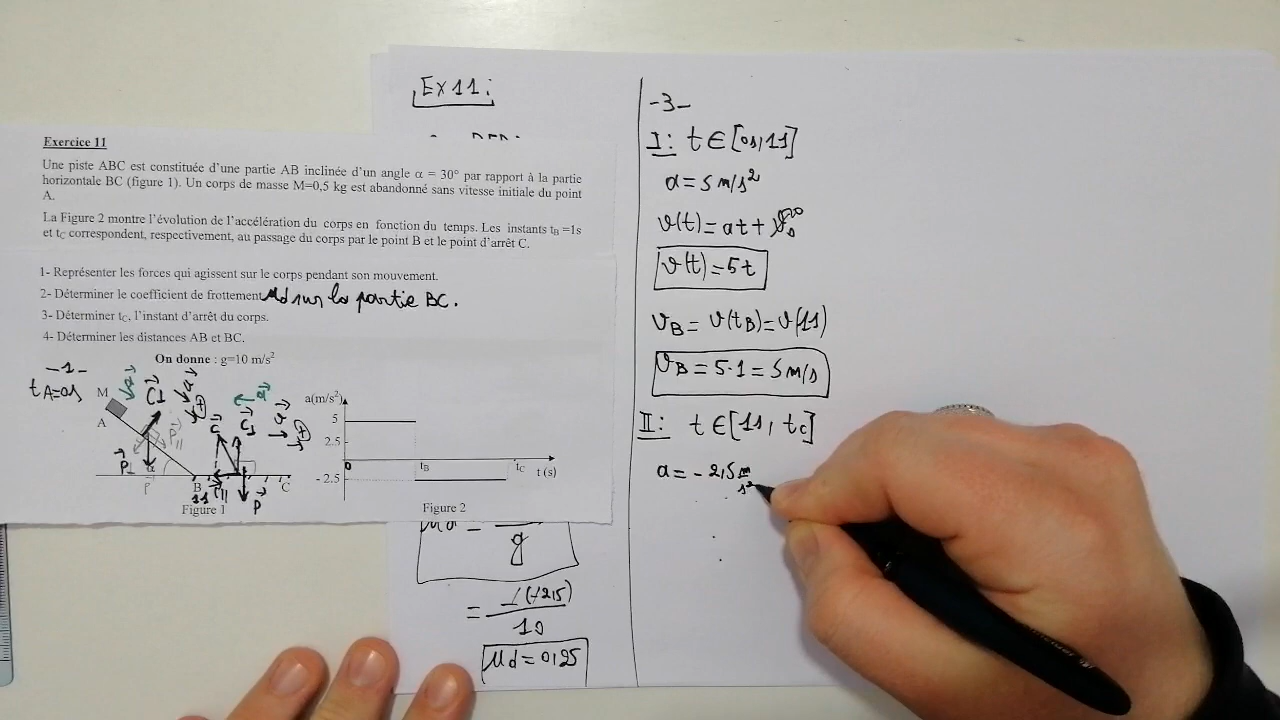 Exercice 11
Une piste ABC est constituée d'une partie AB inclinée d'un angle α = 30° par rapport à la partie
horizontale BC (figure 1). Un corps de masse M=0,5 kg est abandonné sans vitesse initiale du point
A.
La Figure 2 montre l'évolution de l'accélération du corps en fonction du temps. Les instants tB =1s
et tC correspondent, respectivement, au passage du corps par le point B et le point d'arrêt C.
1- Représenter les forces qui agissent sur le corps pendant son mouvement.
2- Déterminer le coefficient de frottement μd sur la partie BC.
3- Déterminer tC, l'instant d'arrêt du corps.
4- Déterminer les distances AB et BC.
On donne : g=10 m/s²
-1-
tA=0s
M
A
B
C
1s
P
Figure 1
a(m/s²)
5
2.5
0
- 2.5
tB
tC
t (s)
Figure 2
Ex 11:
g
= -(-2,5)
10
μd = 0,25
-3-
I: t ∈ [0s, 1s]
a = 5 m/s²
v(t) = at + v0
v(t) = 5t
vB = v(tB) = v(1s)
vB = 5·1 = 5 m/s
II: t ∈ [1s, tC]
a = -2,5 m
s²